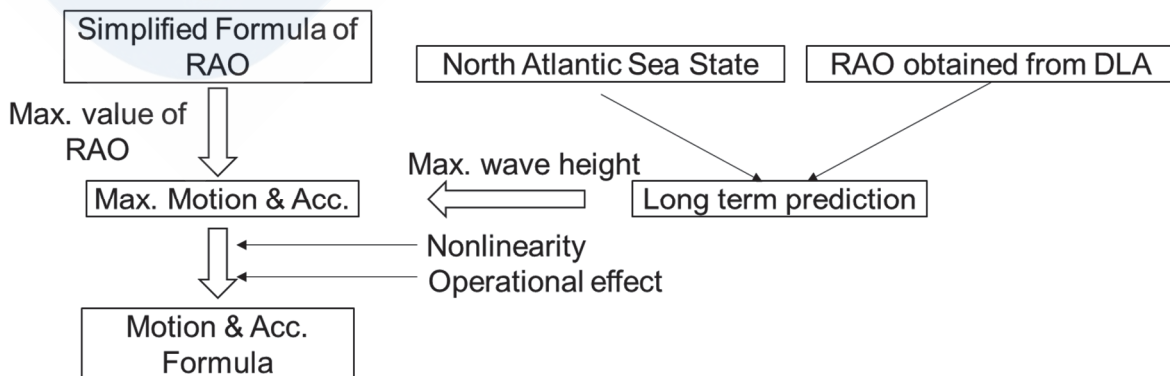 Simplified Formula of
RAO
North Atlantic Sea State
RAO obtained from DLA
Max. value of
RAO
Max. wave height
Max. Motion & Acc.
Long term prediction
Nonlinearity
Operational effect
Motion & Acc.
Formula